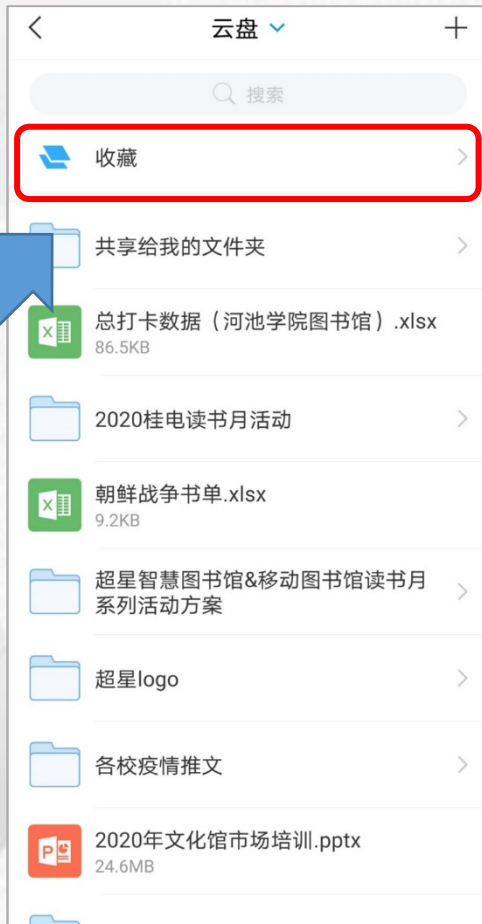 云盘
搜索
收藏
共享给我的文件夹
总打卡数据（河池学院图书馆）.xlsx
86.5KB
2020桂电读书月活动
朝鲜战争书单.xlsx
9.2KB
超星智慧图书馆&移动图书馆读书月
系列活动方案
超星logo
各校疫情推文
2020年文化馆市场培训.pptx
24.6MB